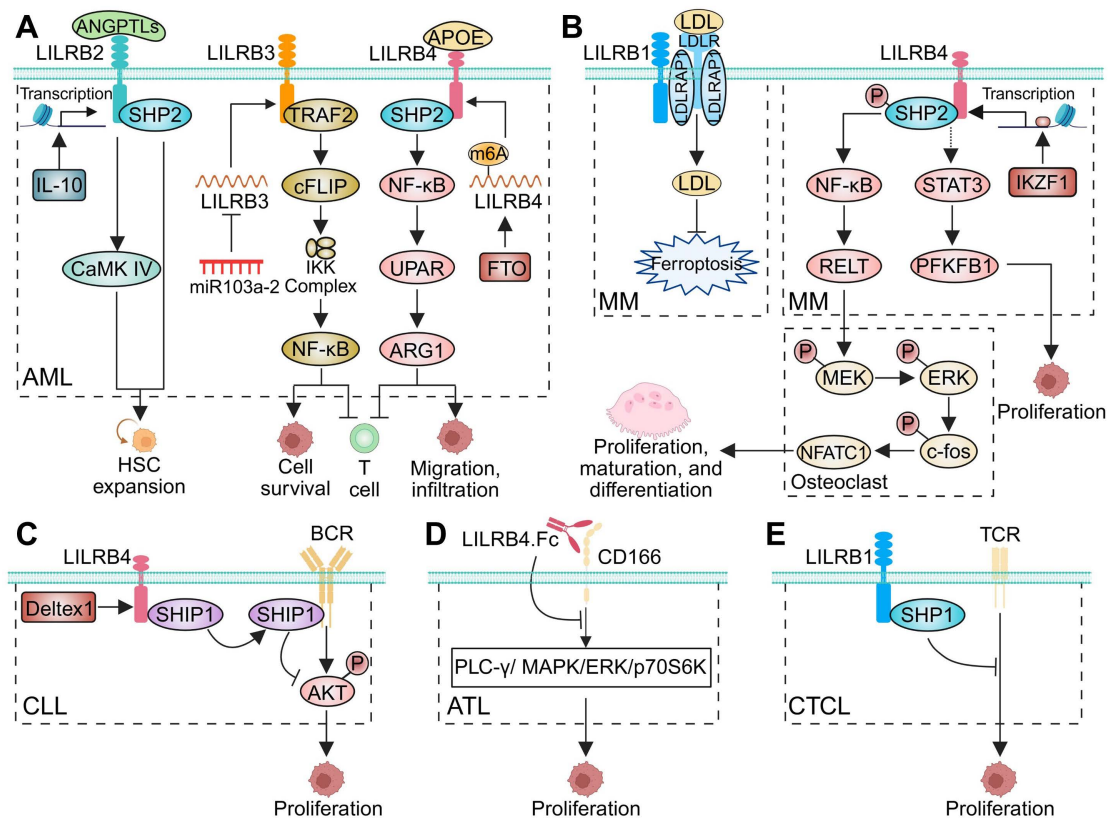 A
ANGPTLs
LILRB2
Transcription
SHP2
IL-10
CaMK IV
HSC
expansion
LILRB3
TRAF2
LILRB3
miR103a-2
cFLIP
IKK
Complex
NF-κB
Cell
survival
T
cell
APOE
LILRB4
SHP2
m6A
NF-κB
LILRB4
UPAR
FTO
ARG1
Migration,
infiltration
AML
B
LILRB1
LDL
LDLR
DLRAP1
DLRAP1
LDL
Ferroptosis
MM
LILRB4
P
SHP2
Transcription
IKZF1
NF-κB
STAT3
RELT
PFKFB1
MM
Proliferation
P
MEK
P
ERK
P
c-fos
NFATC1
Osteoclast
Proliferation,
maturation, and
differentiation
C
LILRB4
BCR
Deltex1
SHIP1
SHIP1
P
AKT
CLL
Proliferation
D
LILRB4.Fc
CD166
PLC-γ/ MAPK/ERK/p70S6K
ATL
Proliferation
E
LILRB1
TCR
SHP1
CTCL
Proliferation